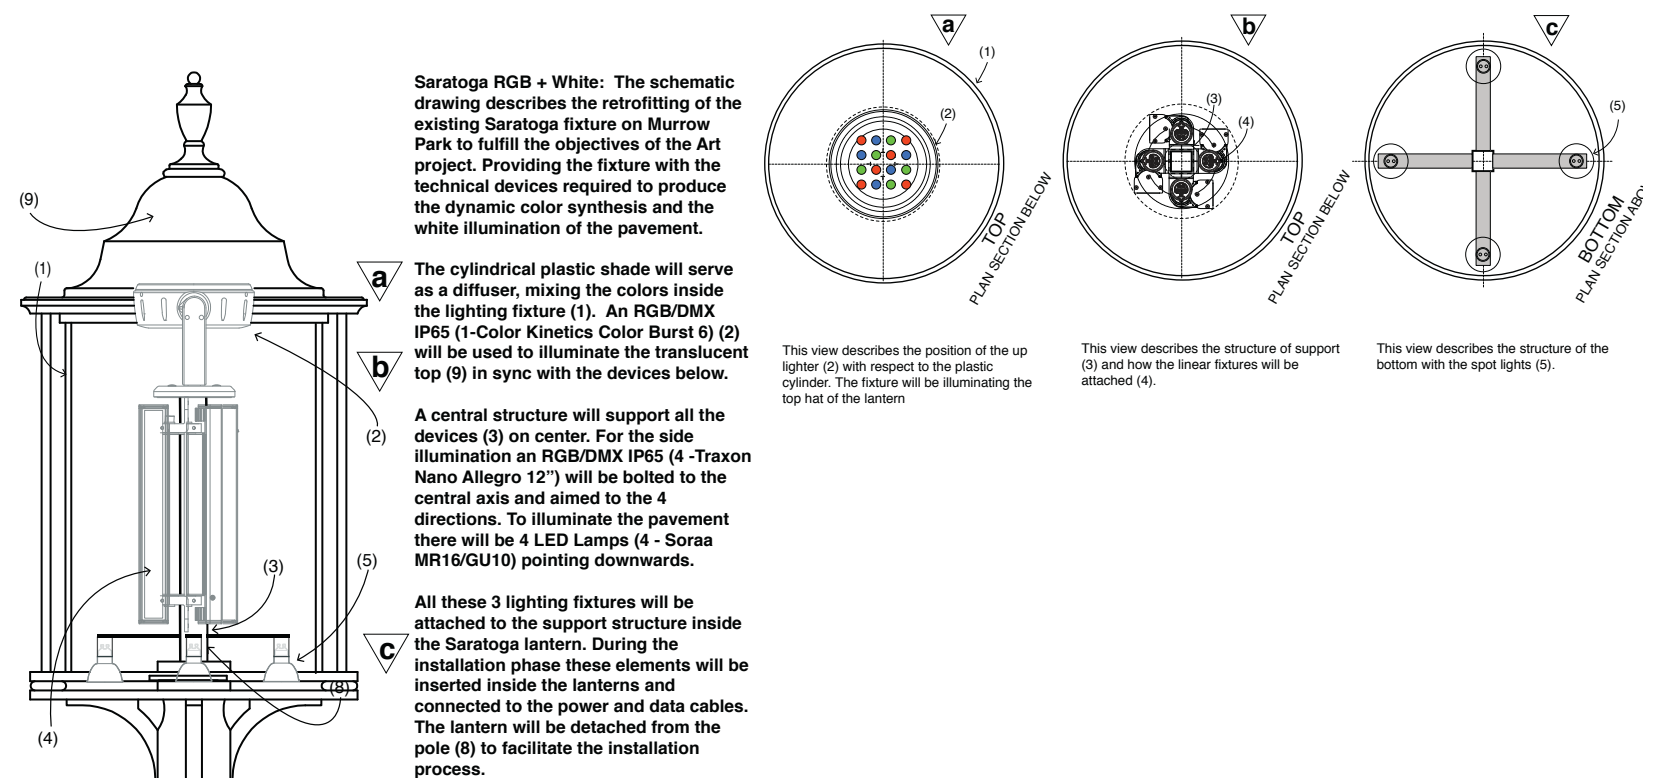 Saratoga RGB + White:  The schematic
drawing describes the retrofitting of the
existing Saratoga fixture on Murrow
Park to fulfill the objectives of the Art
project. Providing the fixture with the
technical devices required to produce
the dynamic color synthesis and the
white illumination of the pavement.
The cylindrical plastic shade will serve
as a diffuser, mixing the colors inside
the lighting fixture (1).  An RGB/DMX
IP65 (1-Color Kinetics Color Burst 6) (2)
will be used to illuminate the translucent
top (9) in sync with the devices below.
A central structure will support all the
devices (3) on center. For the side
illumination an RGB/DMX IP65 (4 -Traxon
Nano Allegro 12”) will be bolted to the
central axis and aimed to the 4
directions. To illuminate the pavement
there will be 4 LED Lamps (4 - Soraa
MR16/GU10) pointing downwards.
All these 3 lighting fixtures will be
attached to the support structure inside
the Saratoga lantern. During the
installation phase these elements will be
inserted inside the lanterns and
connected to the power and data cables.
The lantern will be detached from the
pole (8) to facilitate the installation
process.
(9)
(1)
a
b
(2)
(3)
(5)
c
(8)
(4)
a
(1)
(2)
TOP
PLAN SECTION BELOW
This view describes the position of the up
lighter (2) with respect to the plastic
cylinder. The fixture will be illuminating the
top hat of the lantern
b
(3)
(4)
TOP
PLAN SECTION BELOW
This view describes the structure of support
(3) and how the linear fixtures will be
attached (4).
c
(5)
BOTTOM
PLAN SECTION ABO
This view describes the structure of the
bottom with the spot lights (5).